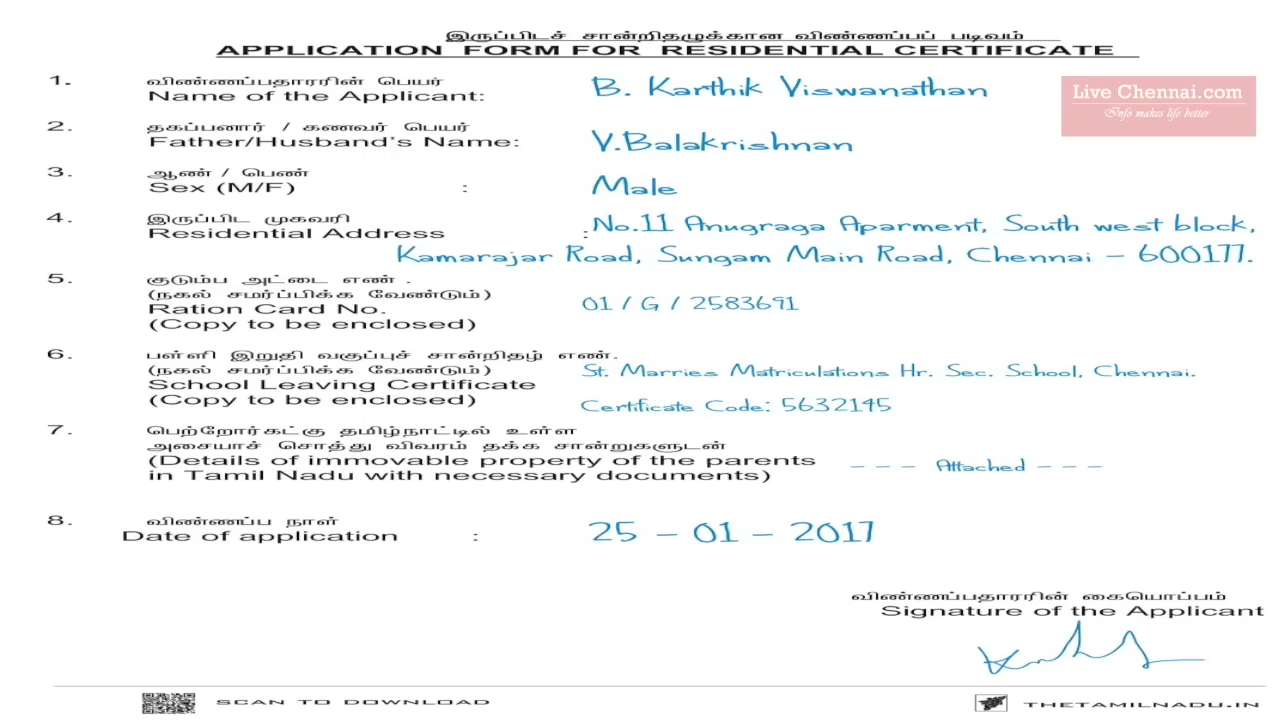 இருப்பிடச் சான்றிதழுக்கான விண்ணப்பப் படிவம்
APPLICATION FORM FOR RESIDENTIAL CERTIFICATE
1. விண்ணப்பதாரரின் பெயர்
Name of the Applicant: B. Karthik Viswanathan
Live Chennai.com
Info makes life better
2. தகப்பனார் / கணவர் பெயர்
Father/Husband's Name: V.Balakrishnan
3. ஆண் / பெண்
Sex (M/F) : Male
4. இருப்பிட முகவரி
Residential Address : No.11 Anugraga Aparment, South west block,
Kamarajar Road, Sungam Main Road, Chennai - 600177.
5. குடும்ப அட்டை எண் .
(நகல் சமர்ப்பிக்க வேண்டும்)
Ration Card No. 01 / G / 2583691
(Copy to be enclosed)
6. பள்ளி இறுதி வகுப்புச் சான்றிதழ் எண்.
(நகல் சமர்ப்பிக்க வேண்டும்) St. Marries Matriculations Hr. Sec. School, Chennai.
School Leaving Certificate
(Copy to be enclosed) Certificate Code: 5632145
7. பெற்றோர்கட்கு தமிழ்நாட்டில் உள்ள
அசையாச் சொத்து விவரம் தக்க சான்றுகளுடன்
(Details of immovable property of the parents --- Attached ---
in Tamil Nadu with necessary documents)
8. விண்ணப்ப நாள்
Date of application : 25 - 01 - 2017
விண்ணப்பதாரரின் கையொப்பம்
Signature of the Applicant
SCAN TO DOWNLOAD
THETAMILNADU.IN